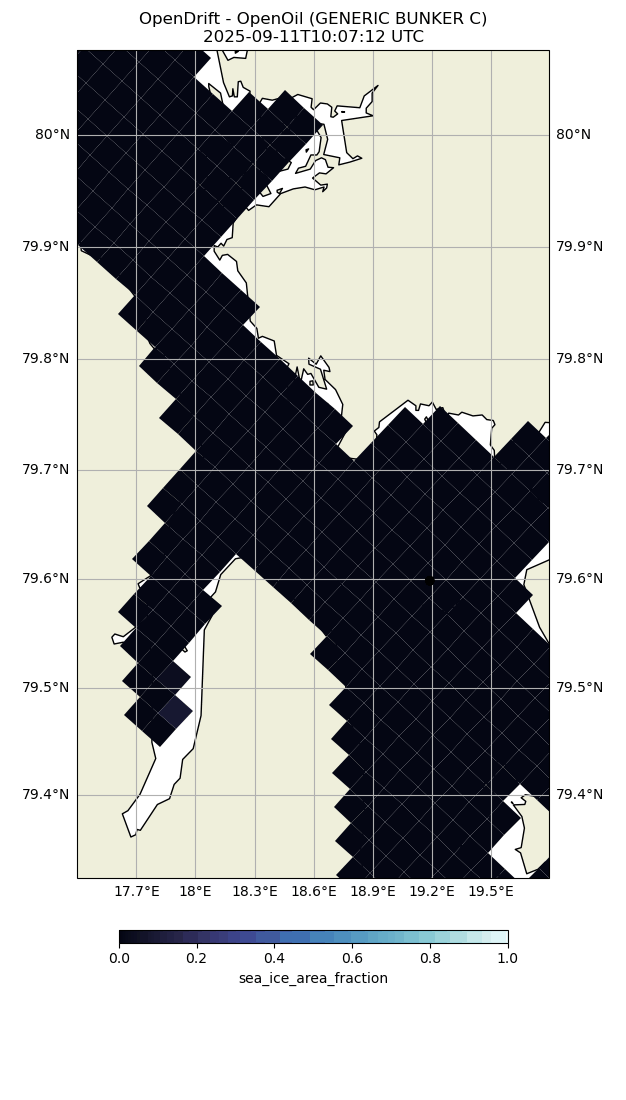 OpenDrift - OpenOil (GENERIC BUNKER C)
2025-09-11T10:07:12 UTC
80°N 80°N
79.9°N 79.9°N
79.8°N 79.8°N
79.7°N 79.7°N
79.6°N 79.6°N
79.5°N 79.5°N
79.4°N 79.4°N
17.7°E 18°E 18.3°E 18.6°E 18.9°E 19.2°E 19.5°E
0.0 0.2 0.4 0.6 0.8 1.0
sea_ice_area_fraction